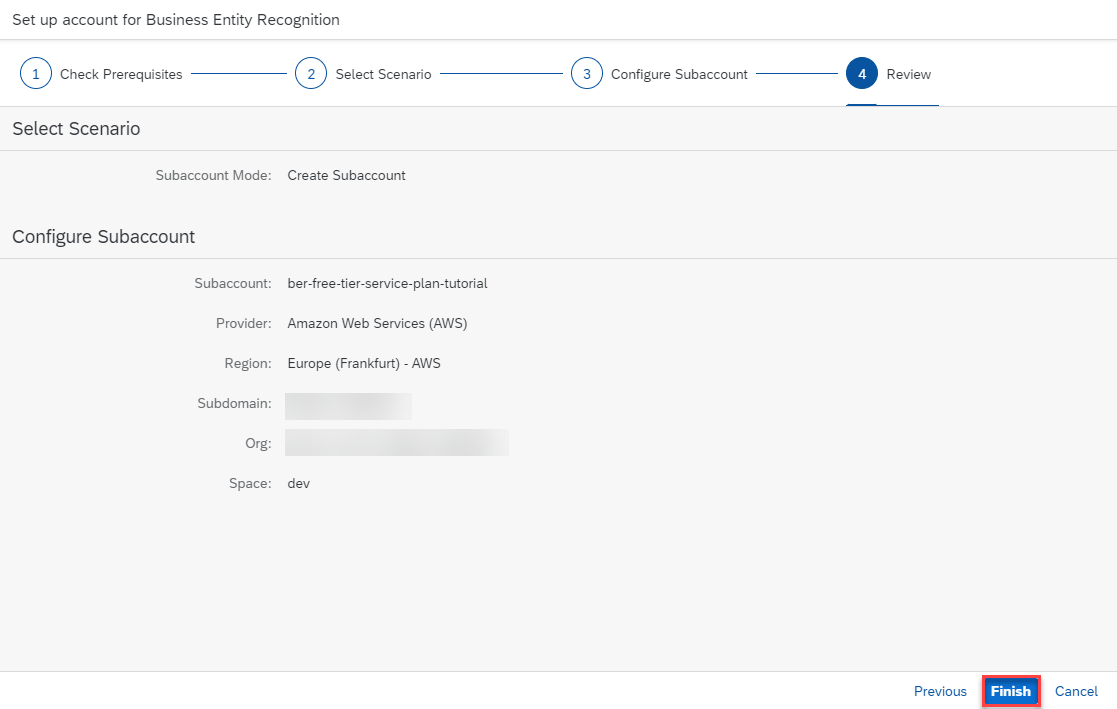 Set up account for Business Entity Recognition
1 Check Prerequisites 2 Select Scenario 3 Configure Subaccount 4 Review
Select Scenario
Subaccount Mode: Create Subaccount
Configure Subaccount
Subaccount: ber-free-tier-service-plan-tutorial
Provider: Amazon Web Services (AWS)
Region: Europe (Frankfurt) - AWS
Subdomain:
Org:
Space: dev
Previous Finish Cancel